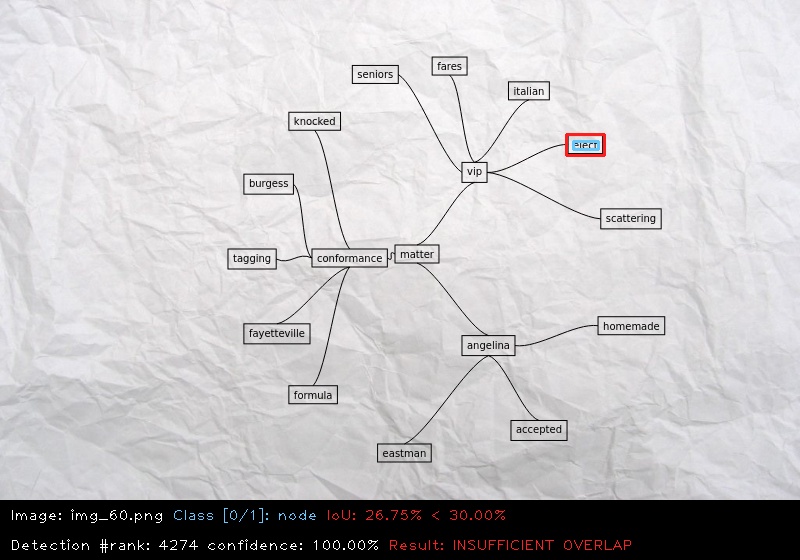 fares
seniors
italian
knocked
eject
vip
burgess
scattering
matter
conformance
tagging
homemade
fayetteville
angelina
formula
accepted
eastman
Image: img_60.png Class [0/1]: node IoU: 26.75% < 30.00%
Detection #rank: 4274 confidence: 100.00% Result: INSUFFICIENT OVERLAP